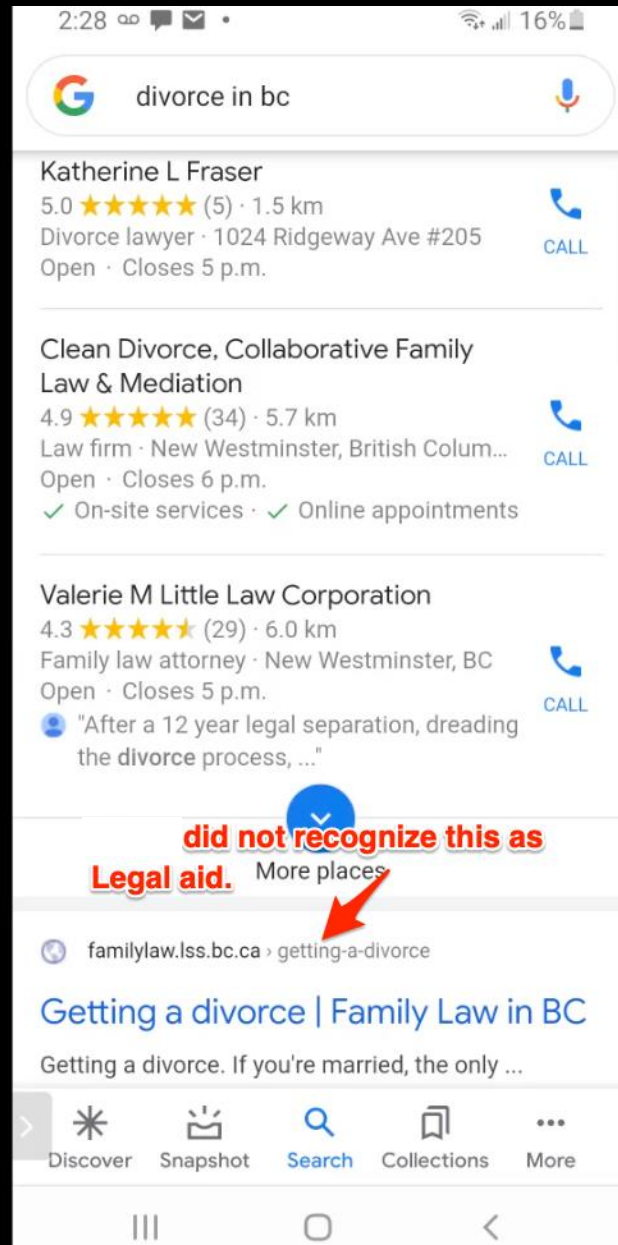 2:28
16%
divorce in bc
Katherine L Fraser
5.0 ★★★★★ (5) · 1.5 km
Divorce lawyer · 1024 Ridgeway Ave #205
Open · Closes 5 p.m.
CALL
Clean Divorce, Collaborative Family
Law & Mediation
4.9 ★★★★★ (34) · 5.7 km
Law firm · New Westminster, British Colum...
Open · Closes 6 p.m.
CALL
✓ On-site services · ✓ Online appointments
Valerie M Little Law Corporation
4.3 (29) · 6.0 km
Family law attorney · New Westminster, BC
Open · Closes 5 p.m.
CALL
"After a 12 year legal separation, dreading
the divorce process, ..."
did not recognize this as
Legal aid.
More places
familylaw.lss.bc.ca › getting-a-divorce
Getting a divorce | Family Law in BC
Getting a divorce. If you're married, the only ...
Discover Snapshot Search Collections More